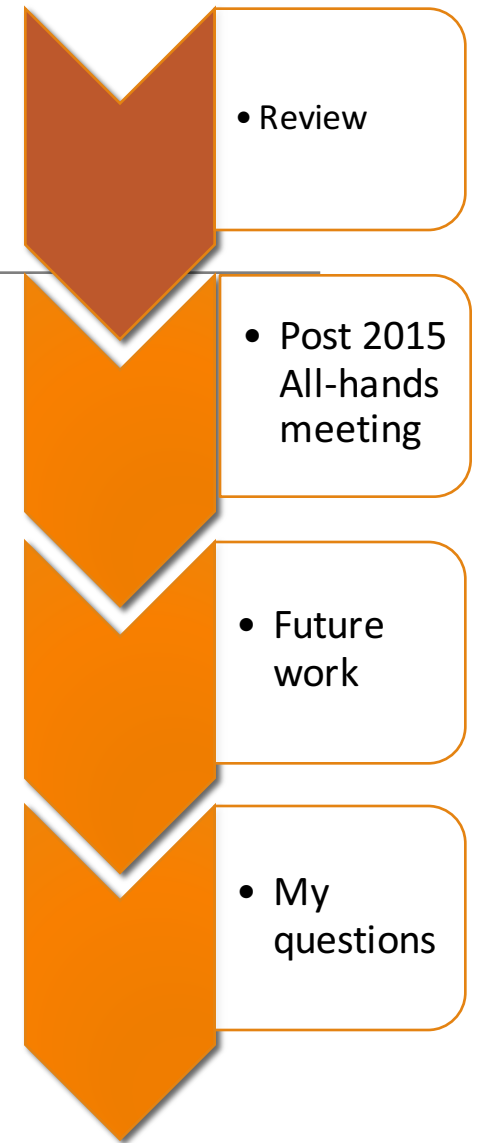 • Review
• Post 2015
All-hands
meeting
• Future
work
• My
questions